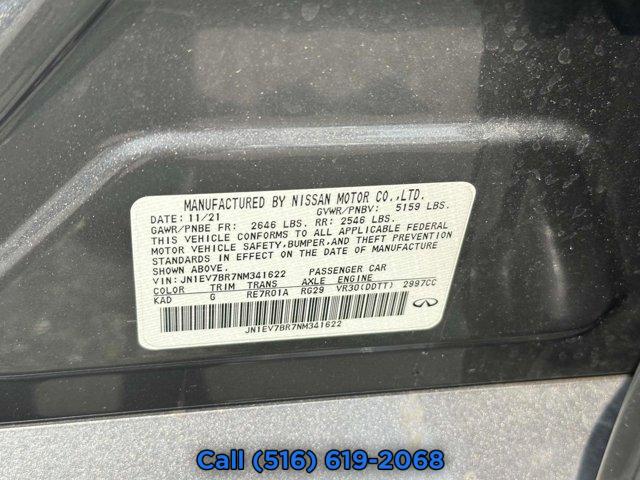 MANUFACTURED BY NISSAN MOTOR CO.,LTD.
DATE: 11/21 GVWR/PNBV: 5159 LBS.
GAWR/PNBE FR: 2646 LBS. RR: 2546 LBS.
THIS VEHICLE CONFORMS TO ALL APPLICABLE FEDERAL
MOTOR VEHICLE SAFETY,BUMPER,AND THEFT PREVENTION
STANDARDS IN EFFECT ON THE DATE OF MANUFACTURE
SHOWN ABOVE.
VIN: JN1EV7BR7NM341622 PASSENGER CAR
COLOR TRIM TRANS AXLE ENGINE
KAD G RE7R01A RG29 VR30(DDTT) 2997CC
JN1EV7BR7NM341622
Call (516) 619-2068